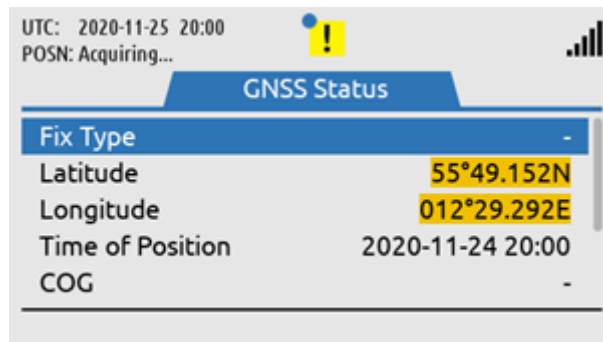 UTC: 2020-11-25 20:00
POSN: Acquiring...
!
GNSS Status
Fix Type -
Latitude 55°49.152N
Longitude 012°29.292E
Time of Position 2020-11-24 20:00
COG -